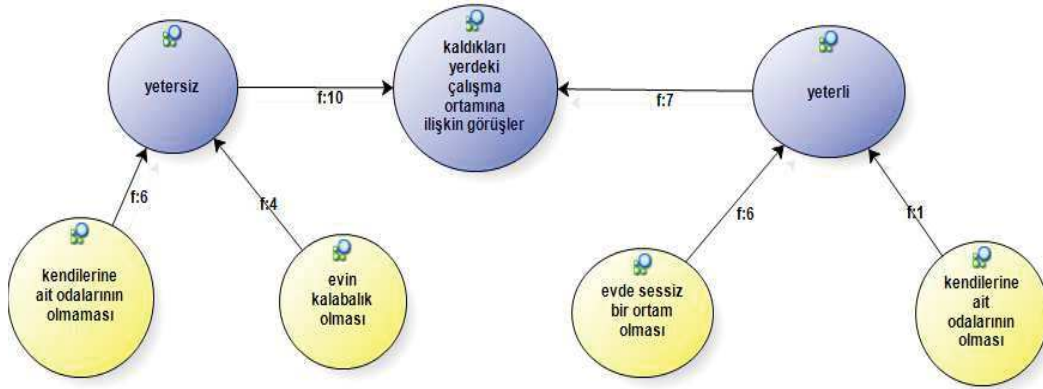 yetersiz
f:10
kaldıkları
yerdeki
çalışma
ortamına
ilişkin görüşler
f:7
yeterli
f:6
f:4
f:6
f:1
kendilerine
ait odalarının
olmaması
evin
kalabalık
olması
evde sessiz
bir ortam
olması
kendilerine
ait
odalarının
olması